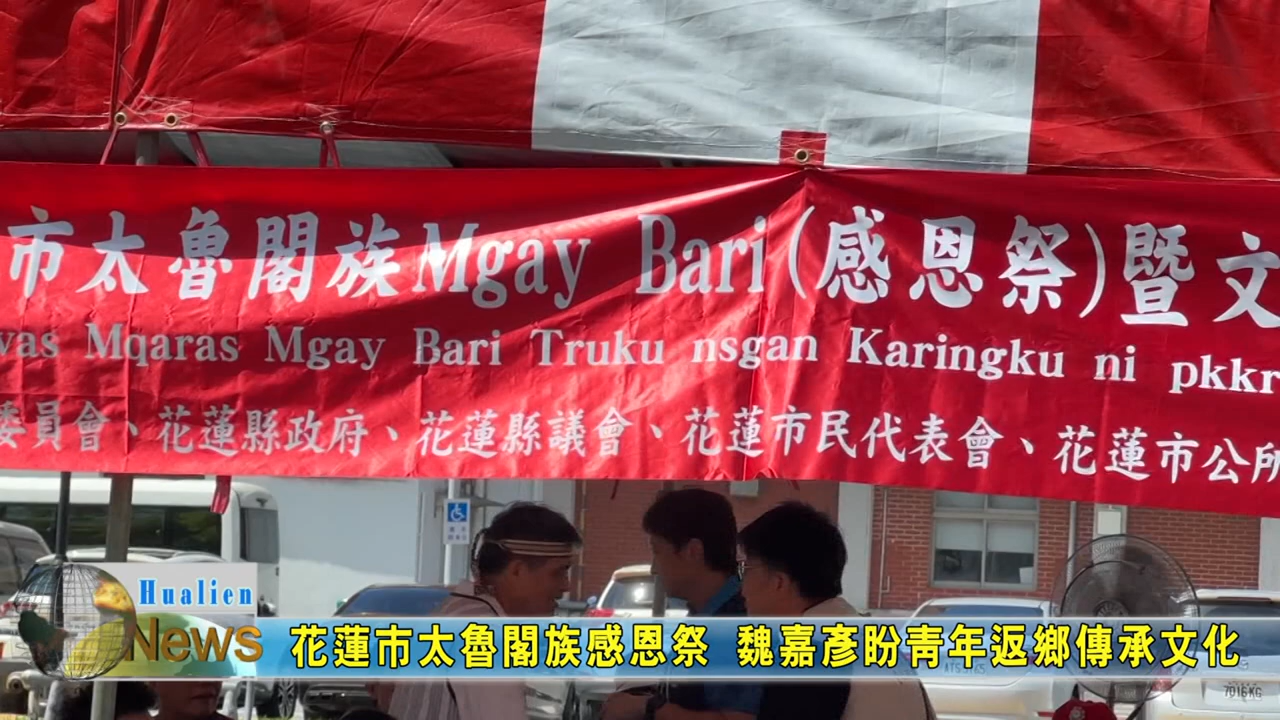 市太魯閣族Mgay Bari(感恩祭)暨文
was Mqaras Mgay Bari Truku nsgan Karingku ni pkkr
委員會、花蓮縣政府、花蓮縣議會、花蓮市民代表會、花蓮市公所
Hualien
News
花蓮市太魯閣族感恩祭 魏嘉彥盼青年返鄉傳承文化
7016KG